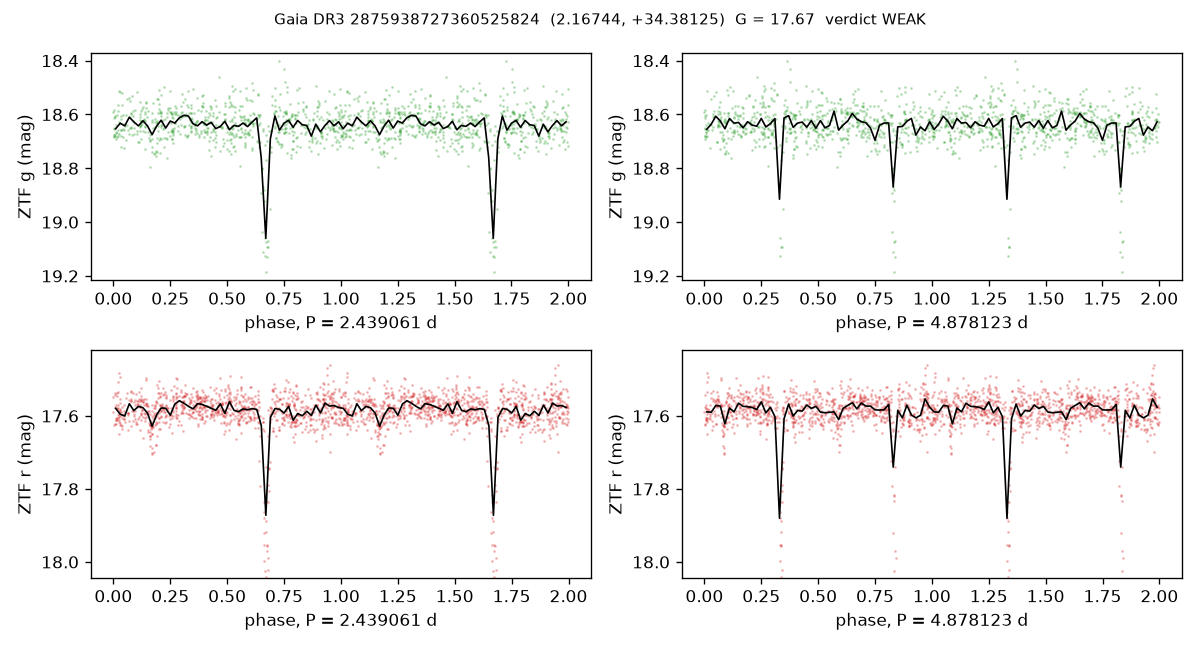 Gaia DR3 2875938727360525824 (2.16744, +34.38125) G = 17.67 verdict WEAK
ZTF g (mag)
18.4
18.6
18.8
19.0
19.2
0.00 0.25 0.50 0.75 1.00 1.25 1.50 1.75 2.00
phase, P = 2.439061 d
ZTF g (mag)
18.4
18.6
18.8
19.0
19.2
0.00 0.25 0.50 0.75 1.00 1.25 1.50 1.75 2.00
phase, P = 4.878123 d
ZTF r (mag)
17.6
17.8
18.0
0.00 0.25 0.50 0.75 1.00 1.25 1.50 1.75 2.00
phase, P = 2.439061 d
ZTF r (mag)
17.6
17.8
18.0
0.00 0.25 0.50 0.75 1.00 1.25 1.50 1.75 2.00
phase, P = 4.878123 d